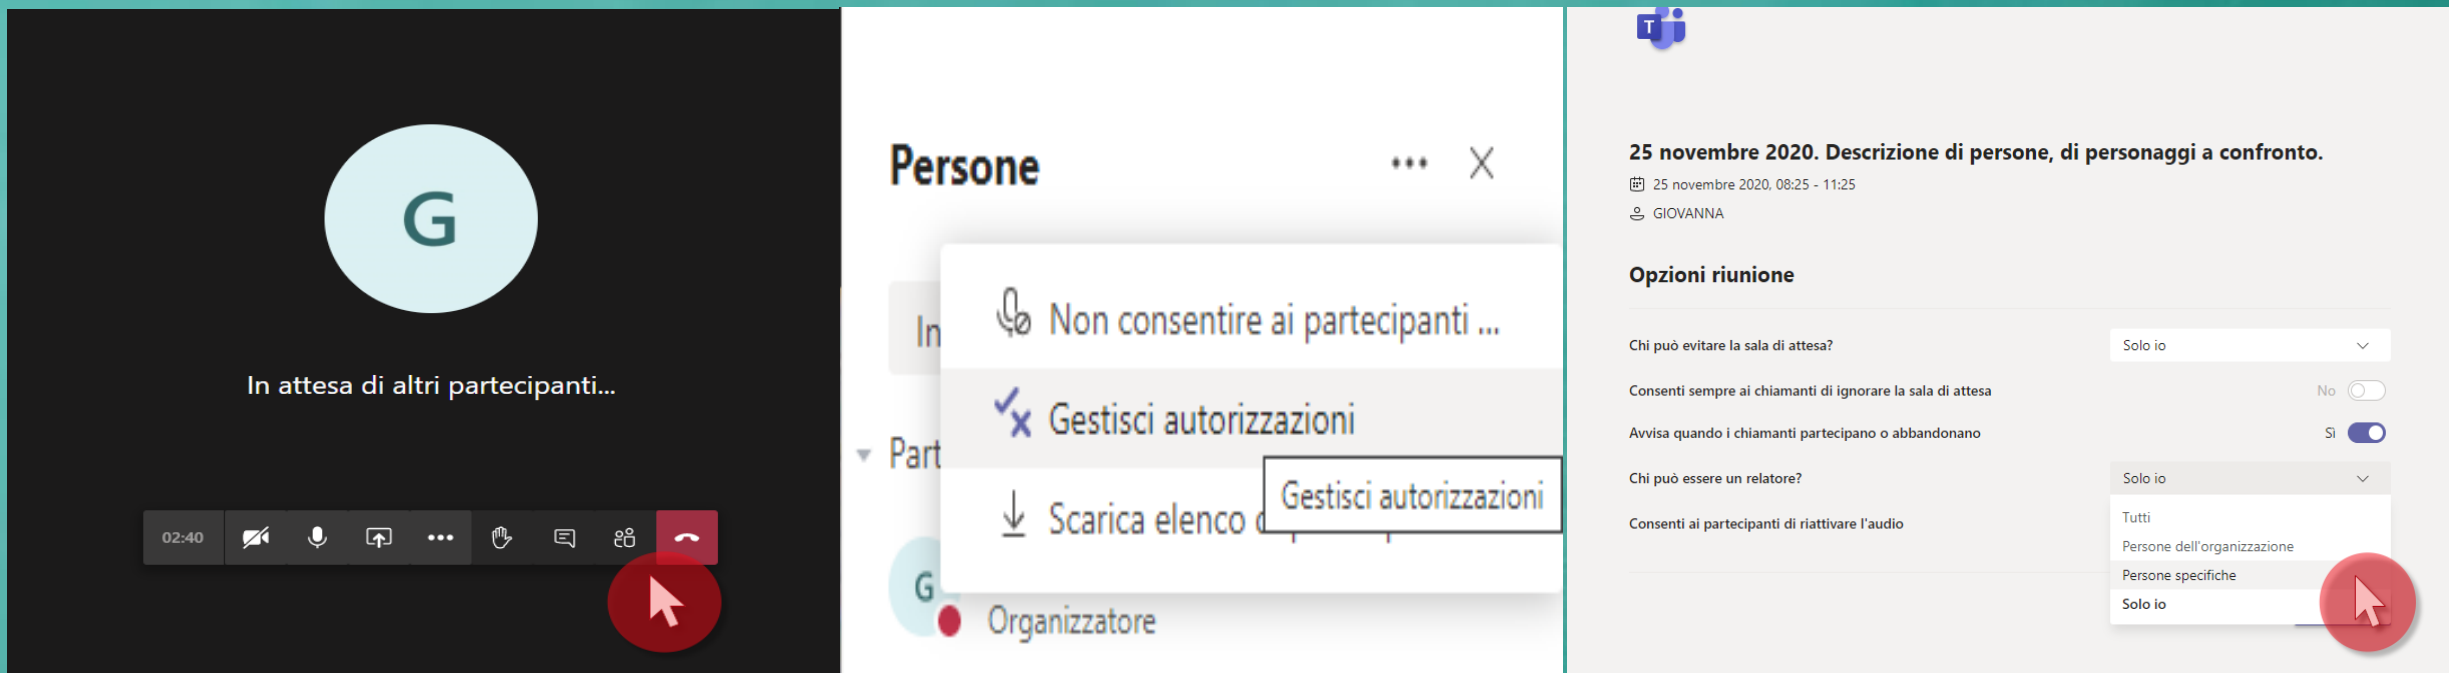 G
In attesa di altri partecipanti...
02:40
Persone
In
Non consentire ai partecipanti ...
Gestisci autorizzazioni
Part
Gestisci autorizzazioni
Scarica elenco
G
Organizzatore
T
25 novembre 2020. Descrizione di persone, di personaggi a confronto.
25 novembre 2020, 08:25 - 11:25
GIOVANNA
Opzioni riunione
Chi può evitare la sala di attesa?
Solo io
Consenti sempre ai chiamanti di ignorare la sala di attesa
No
Avvisa quando i chiamanti partecipano o abbandonano
Sì
Chi può essere un relatore?
Solo io
Tutti
Consenti ai partecipanti di riattivare l'audio
Persone dell'organizzazione
Persone specifiche
Solo io